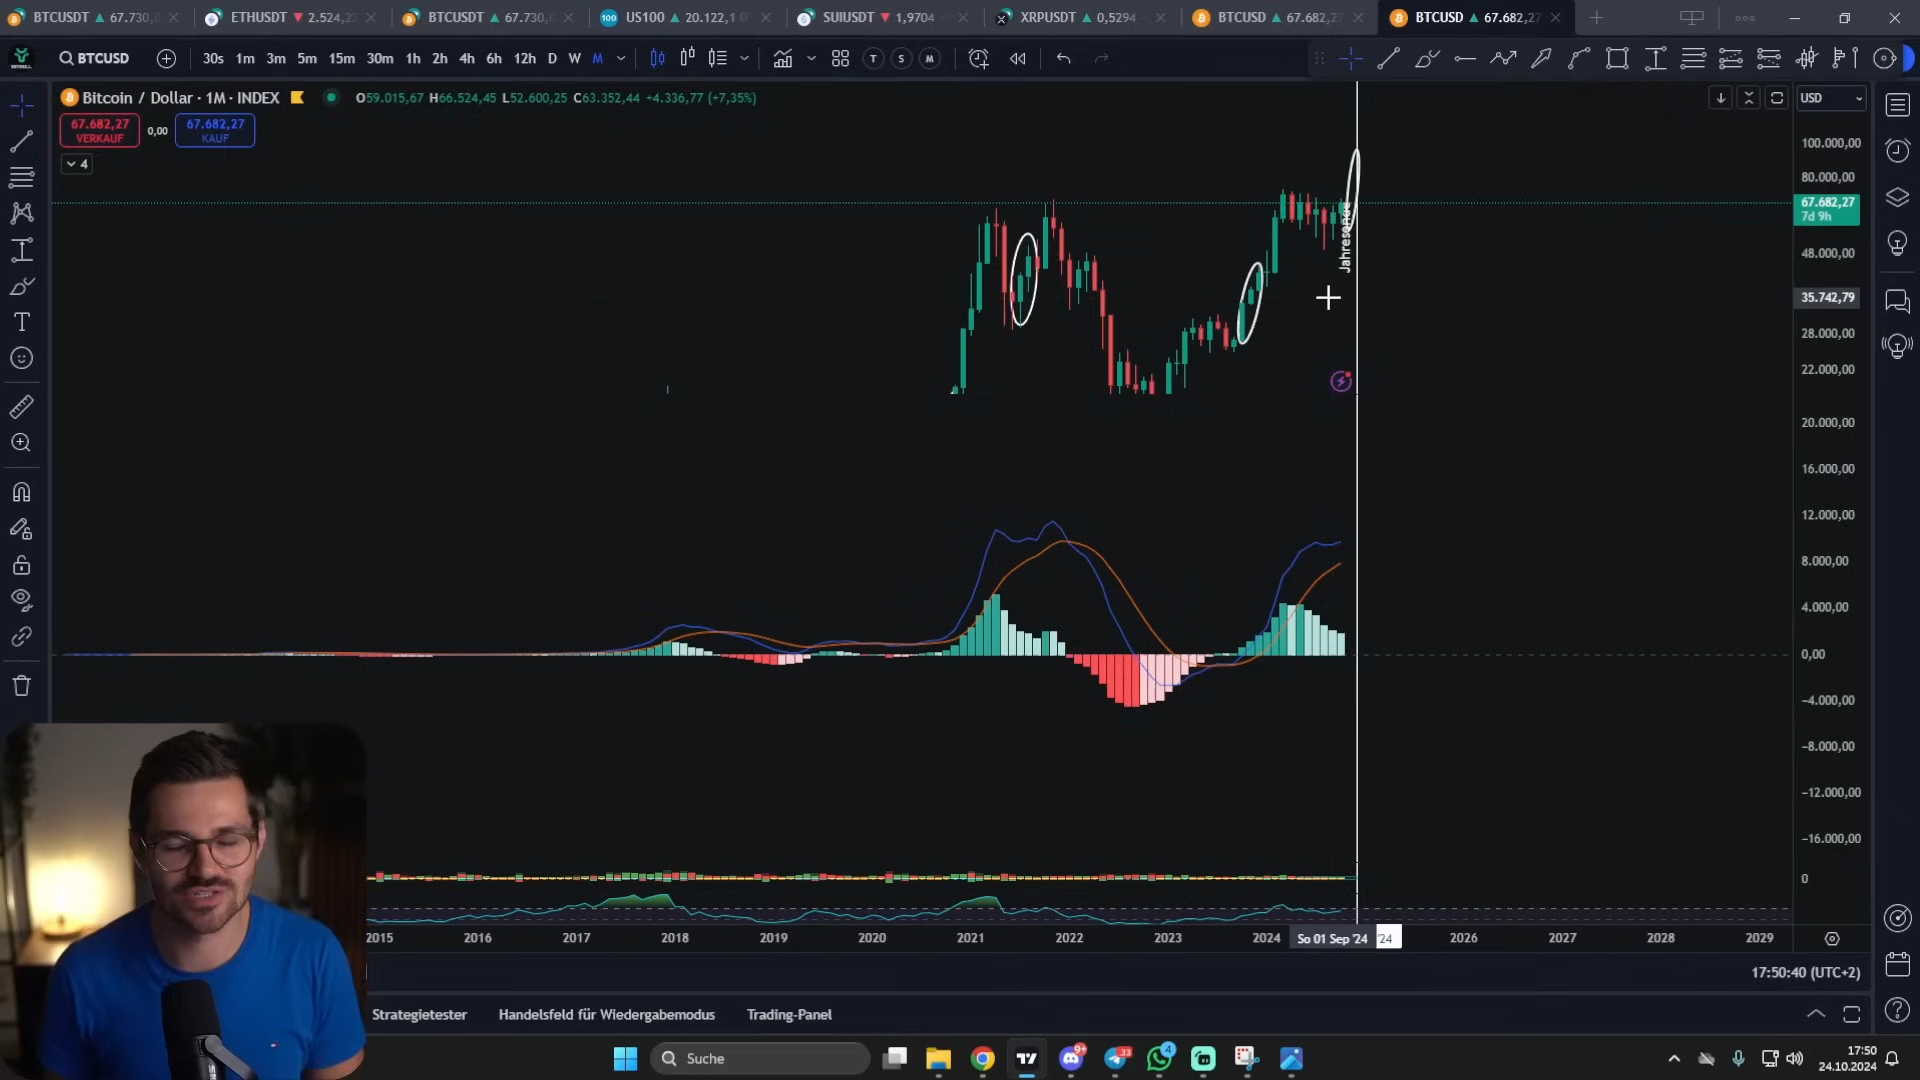 BTCUSDT ▲ 67.730,
ETHUSDT ▼ 2.524,2
BTCUSDT ▲ 67.730,
100 US100 ▲ 20.122,1
SUIUSDT ▼ 1,9704
XRPUSDT ▲ 0,5294
BTCUSD ▲ 67.682,27
BTCUSD ▲ 67.682,27
BTCUSD
30s 1m 3m 5m 15m 30m 1h 2h 4h 6h 12h D W M
T S M
Bitcoin / Dollar · 1M · INDEX
O59.015,67 H66.524,45 L52.600,25 C63.352,44 +4.336,77 (+7,35%)
USD
67.682,27
VERKAUF
0,00
67.682,27
KAUF
4
100.000,00
80.000,00
67.682,27
7d 9h
48.000,00
35.742,79
28.000,00
22.000,00
20.000,00
16.000,00
12.000,00
8.000,00
4.000,00
0,00
−4.000,00
−8.000,00
−12.000,00
−16.000,00
0
Jahresende
2015 2016 2017 2018 2019 2020 2021 2022 2023 2024 So 01 Sep '24 '24 2026 2027 2028 2029
17:50:40 (UTC+2)
Strategietester
Handelsfeld für Wiedergabemodus
Trading-Panel
Suche
9+
33
4
17:50
24.10.2024